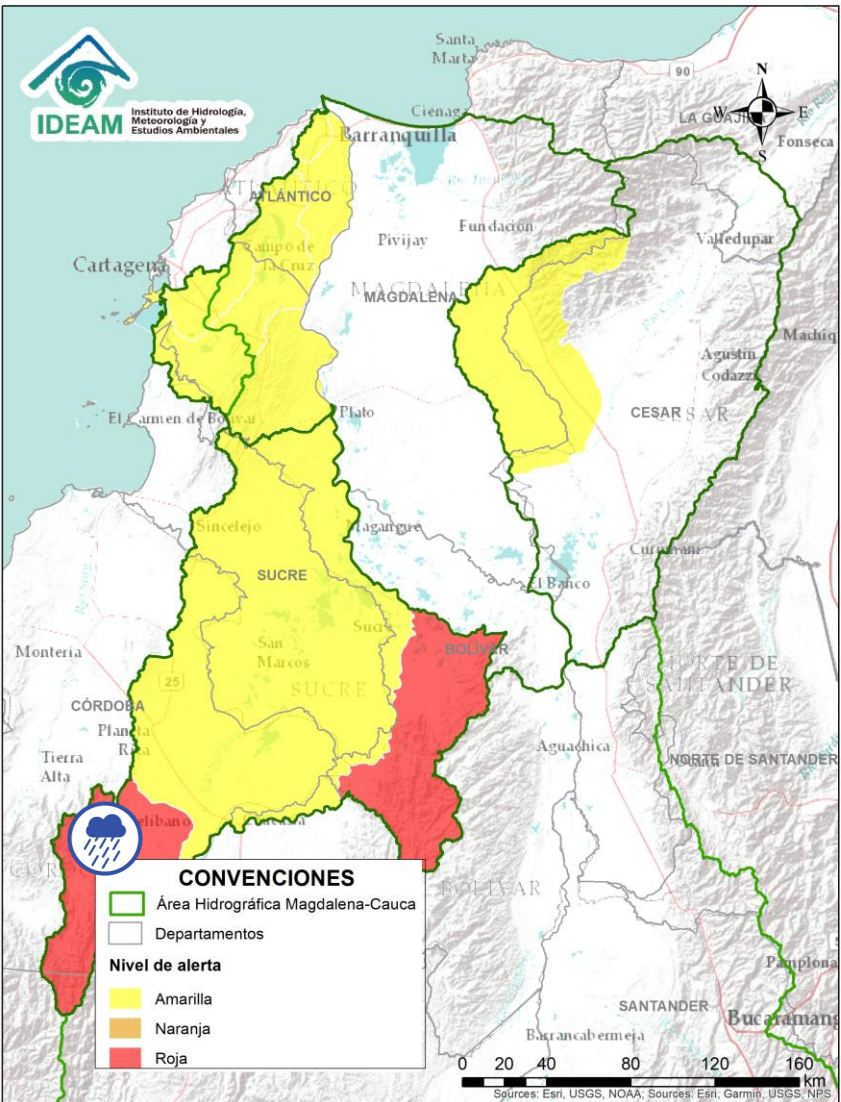 IDEAM
Instituto de Hidrología,
Meteorología y
Estudios Ambientales
Santa
Marta
90
N
W
E
S
Ciénaga
LA GUAJIRA
Fonseca
Barranquilla
ATLÁNTICO
Fundación
Pivijay
Valledupar
Campo de
la Cruz
Cartagena
MAGDALENA
MAGDALENA
Agustín
Codazzi
CESAR
CESAR
El Carmen de Bolívar
Plato
Sincelejo
Magangue
Curumaní
El Banco
SUCRE
Sucre
San
Marcos
BOLÍVAR
Montería
SUCRE
25
NORTE DE
SANTANDER
CÓRDOBA
Planeta
Rica
Aguachica
NORTE DE SANTANDER
Tierra
Alta
BOLÍVAR
CONVENCIONES
Área Hidrográfica Magdalena-Cauca
Departamentos
Nivel de alerta
Amarilla
Naranja
Roja
Pamplona
SANTANDER
Bucaramang
Barrancabermeja
0 20 40 80 120 160
km
Sources: Esri, USGS, NOAA; Sources: Esri, Garmin, USGS, NPS